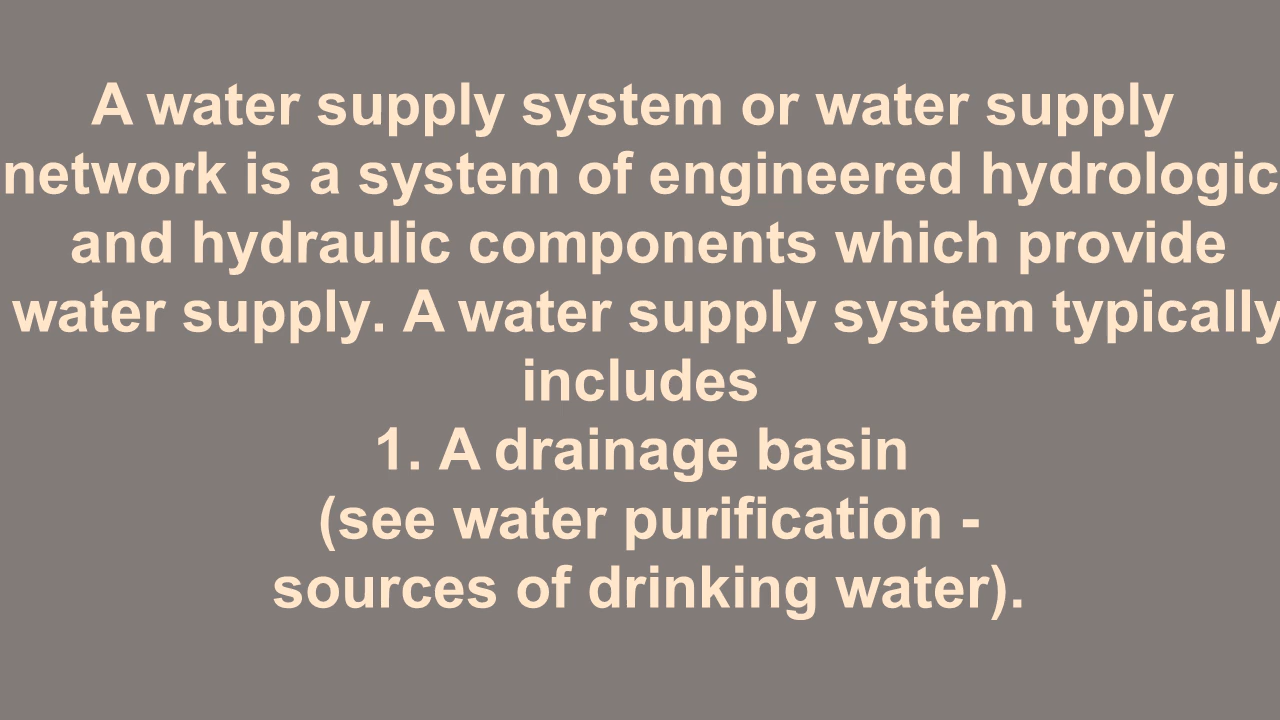 A water supply system or water supply
network is a system of engineered hydrologic
and hydraulic components which provide
water supply. A water supply system typically
includes
1. A drainage basin
(see water purification -
sources of drinking water).